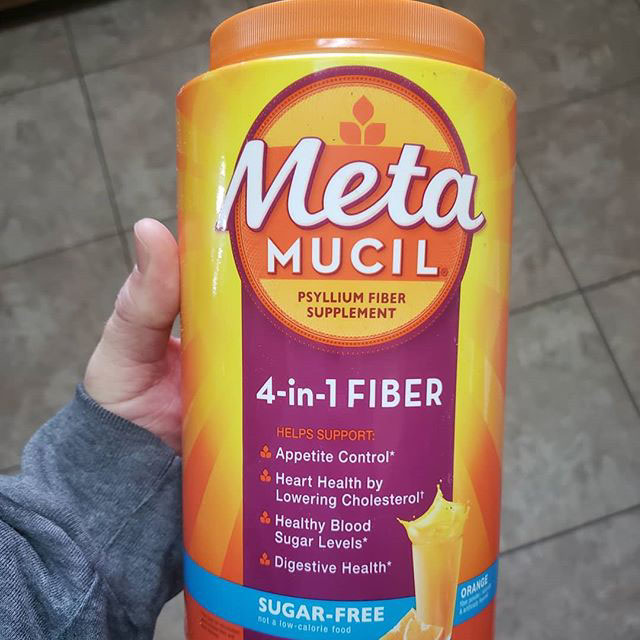 Meta
MUCIL®
PSYLLIUM FIBER
SUPPLEMENT
4-in-1 FIBER
HELPS SUPPORT:
Appetite Control*
Heart Health by
Lowering Cholesterol†
Healthy Blood
Sugar Levels*
Digestive Health*
SUGAR-FREE
not a low-calorie food
ORANGE